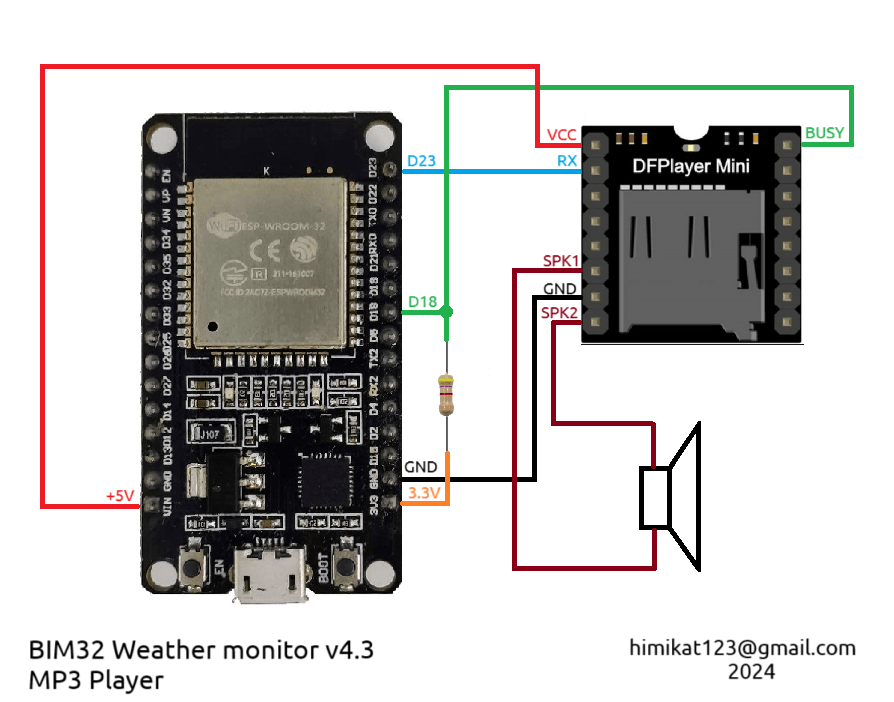 VCC
BUSY
D23
RX
DFPlayer Mini
K
EN
VP
VN
D34
D35
D32
D33
D25
D26
D27
D14
D12
D13
GND
VIN
D23
D22
TX0
RX0
D21
D19
D18
D5
TX2
RX2
D4
D2
D15
GND
3V3
WiFi ESP-WROOM-32
CE
R 211-161007
FCC ID:2AC7Z-ESPWROOM32
SPK1
GND
D18
SPK2
J107
GND
+5V
3.3V
EN
BOOT
BIM32 Weather monitor v4.3
MP3 Player
himikat123@gmail.com
2024